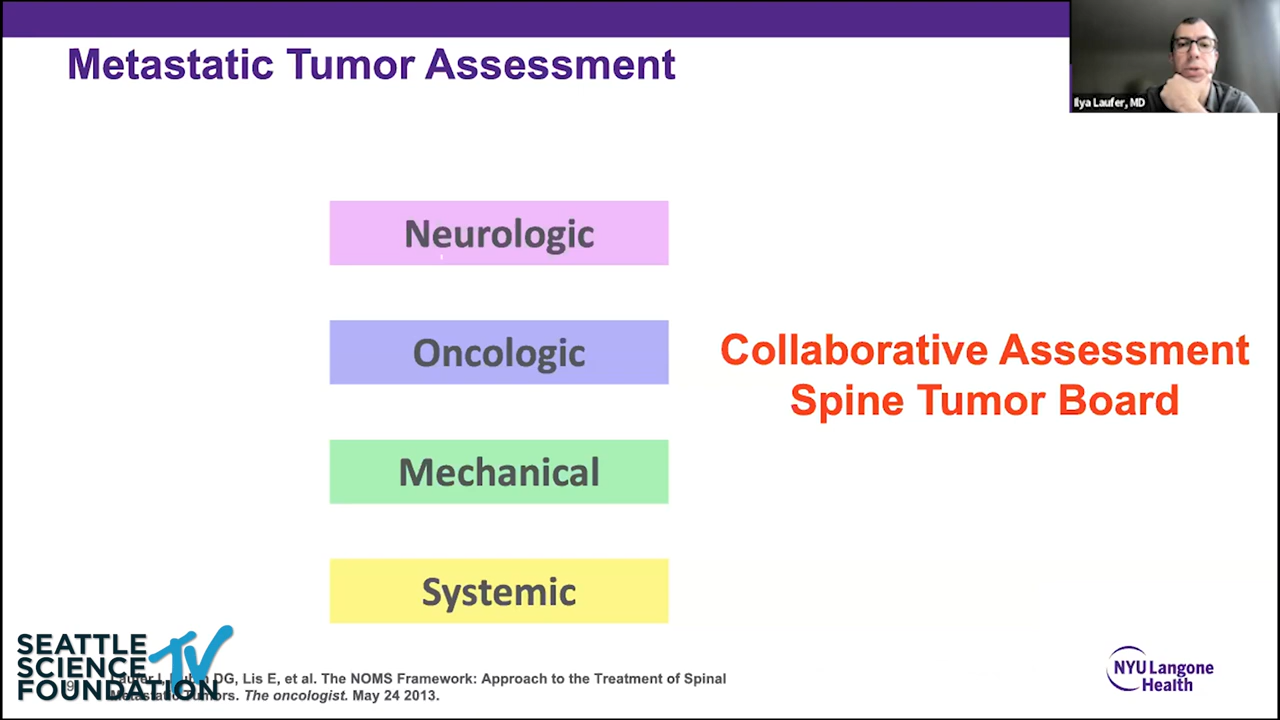 Metastatic Tumor Assessment
Ilya Laufer, MD
Neurologic
Oncologic
Collaborative Assessment
Spine Tumor Board
Mechanical
Systemic
SEATTLE
SCIENCE
FOUNDATION
TV
DG, Lis E, et al. The NOMS Framework: Approach to the Treatment of Spinal
Tumors. The oncologist. May 24 2013.
NYU Langone
Health